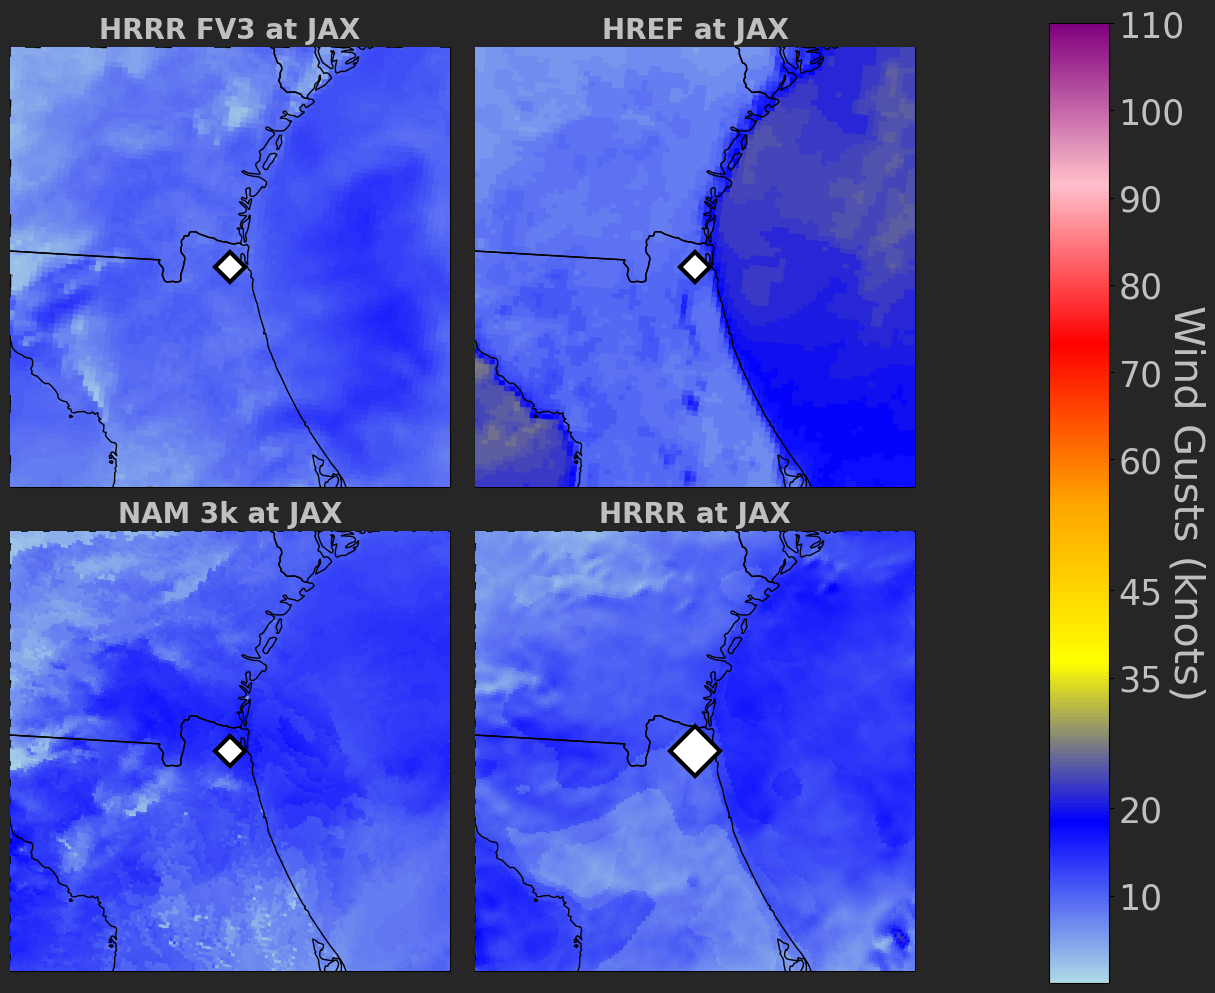 HRRR FV3 at JAX
HREF at JAX
NAM 3k at JAX
HRRR at JAX
110
100
90
80
70
60
45
35
20
10
Wind Gusts (knots)